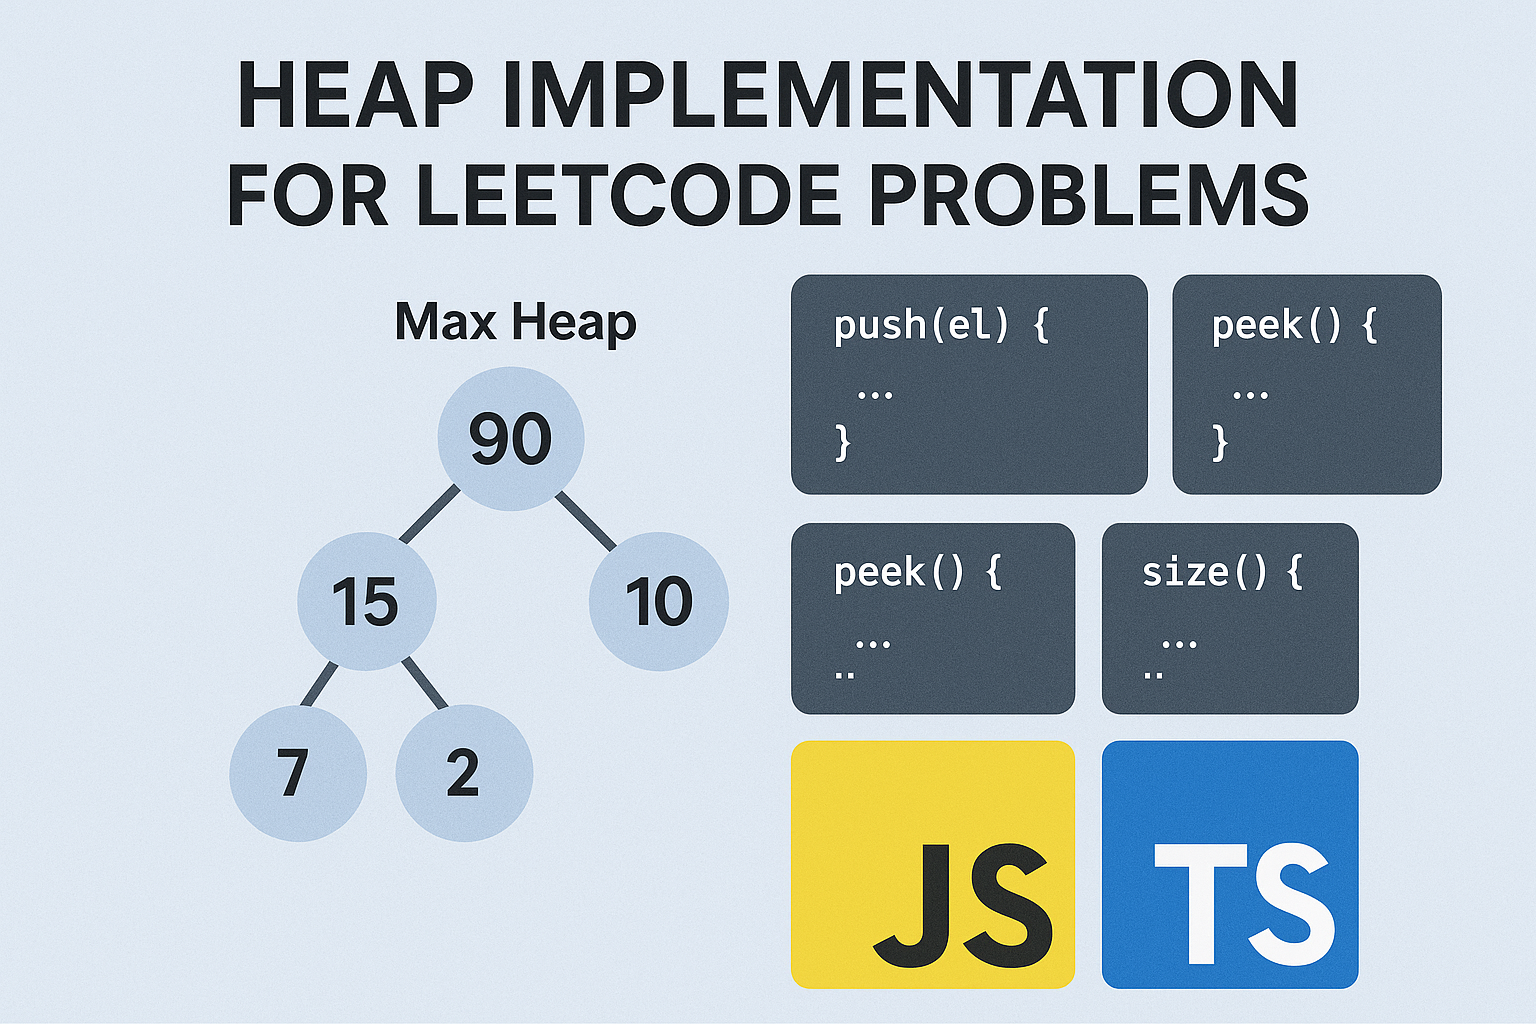 HEAP IMPLEMENTATION
FOR LEETCODE PROBLEMS
Max Heap
90
15
10
7
2
push(el) {
...
}
peek() {
...
}
peek() {
...
..
size() {
...
..
JS
TS